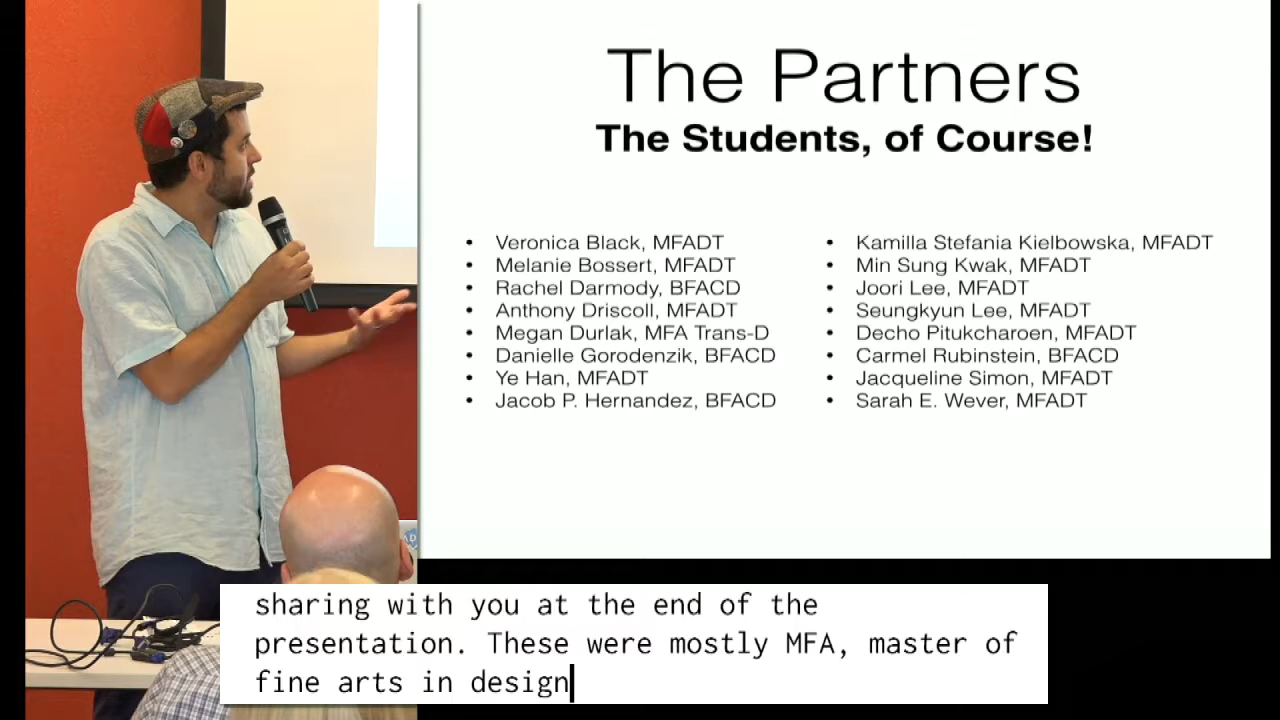 The Partners
The Students, of Course!
• Veronica Black, MFADT
• Melanie Bossert, MFADT
• Rachel Darmody, BFACD
• Anthony Driscoll, MFADT
• Megan Durlak, MFA Trans-D
• Danielle Gorodenzik, BFACD
• Ye Han, MFADT
• Jacob P. Hernandez, BFACD
• Kamilla Stefania Kielbowska, MFADT
• Min Sung Kwak, MFADT
• Joori Lee, MFADT
• Seungkyun Lee, MFADT
• Decho Pitukcharoen, MFADT
• Carmel Rubinstein, BFACD
• Jacqueline Simon, MFADT
• Sarah E. Wever, MFADT
sharing with you at the end of the
presentation. These were mostly MFA, master of
fine arts in design